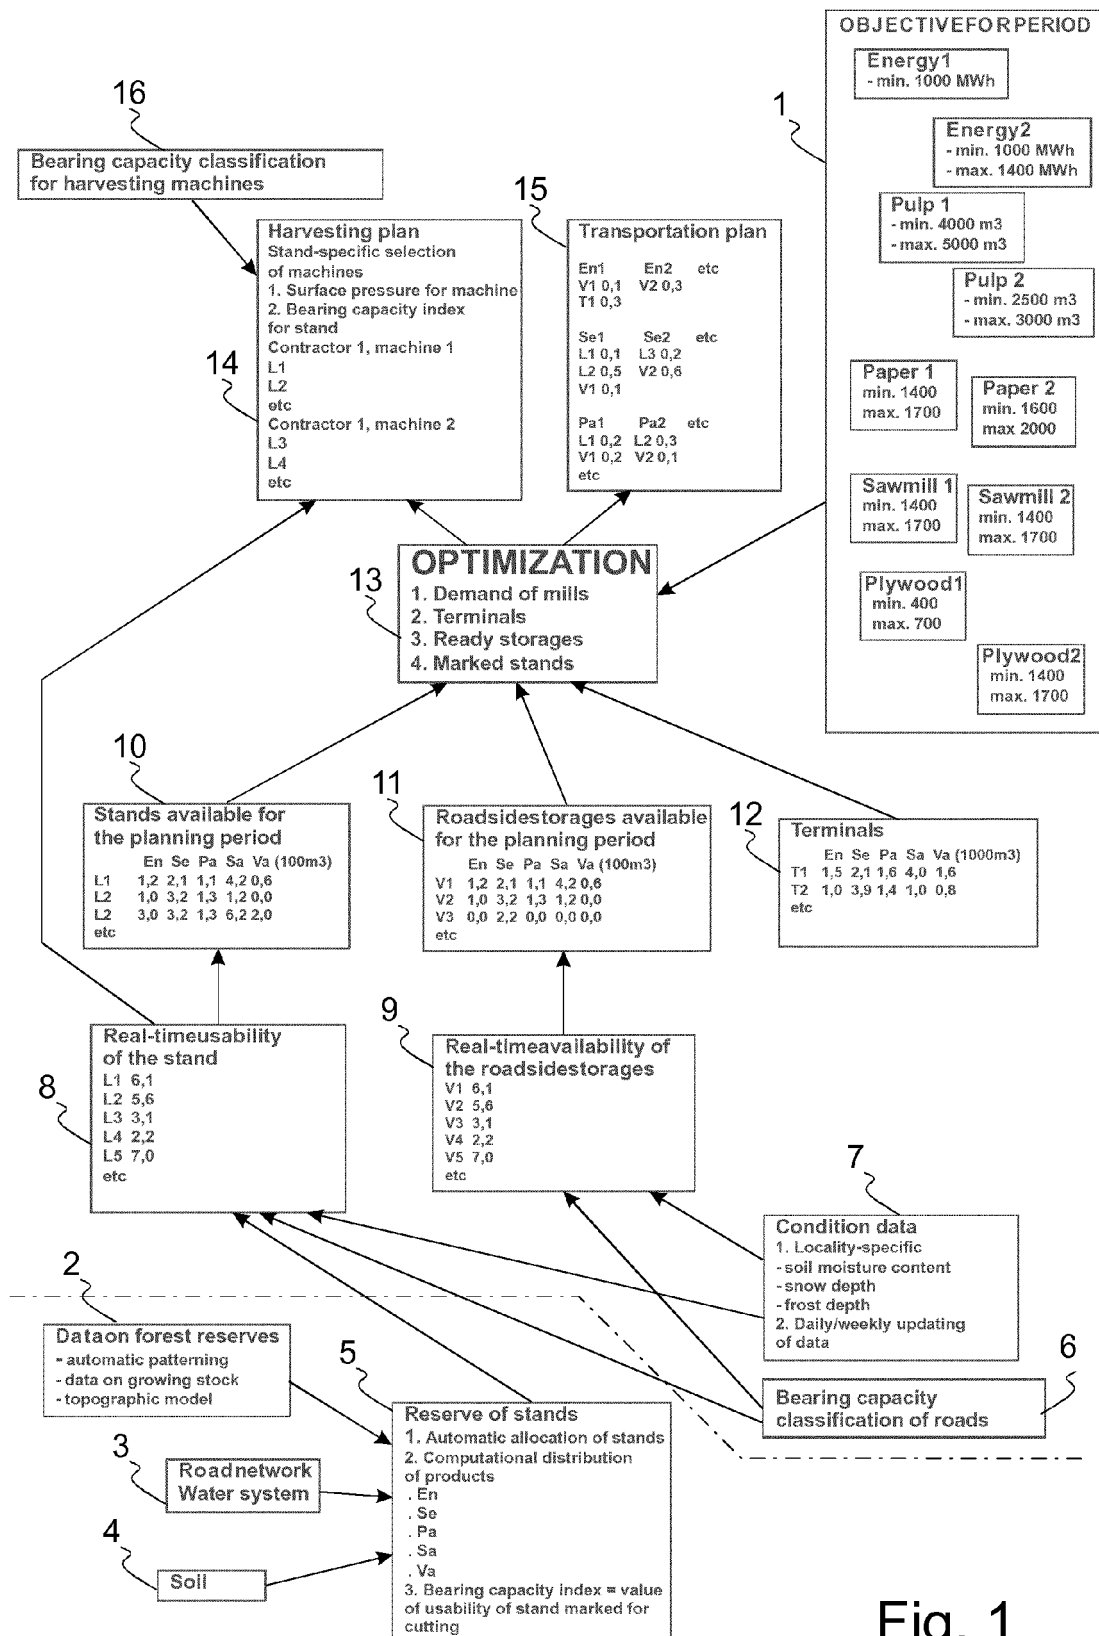 OBJECTIVEFORPERIOD
Energy1
- min. 1000 MWh
1
Energy2
- min. 1000 MWh
- max. 1400 MWh
Pulp 1
- min. 4000 m3
- max. 5000 m3
Pulp 2
- min. 2500 m3
- max. 3000 m3
Paper 1
min. 1400
max. 1700
Paper 2
min. 1600
max 2000
Sawmill 1
min. 1400
max. 1700
Sawmill 2
min. 1400
max. 1700
Plywood1
min. 400
max. 700
Plywood2
min. 1400
max. 1700
16
Bearing capacity classification
for harvesting machines
Harvesting plan
Stand-specific selection
of machines
1. Surface pressure for machine
2. Bearing capacity index
for stand
Contractor 1, machine 1
L1
L2
etc
Contractor 1, machine 2
L3
L4
etc
14
15
Transportation plan
En1 En2 etc
V1 0,1 V2 0,3
T1 0,3
Se1 Se2 etc
L1 0,1 L3 0,2
L2 0,5 V2 0,6
V1 0,1
Pa1 Pa2 etc
L1 0,2 L2 0,3
V1 0,2 V2 0,1
etc
13
OPTIMIZATION
1. Demand of mills
2. Terminals
3. Ready storages
4. Marked stands
10
Stands available for
the planning period
En Se Pa Sa Va (100m3)
L1 1,2 2,1 1,1 4,2 0,6
L2 1,0 3,2 1,3 1,2 0,0
L2 3,0 3,2 1,3 6,2 2,0
etc
11
Roadsidestorages available
for the planning period
En Se Pa Sa Va (100m3)
V1 1,2 2,1 1,1 4,2 0,6
V2 1,0 3,2 1,3 1,2 0,0
V3 0,0 2,2 0,0 0,0 0,0
etc
12
Terminals
En Se Pa Sa Va (1000m3)
T1 1,5 2,1 1,6 4,0 1,6
T2 1,0 3,9 1,4 1,0 0,8
etc
8
Real-timeusability
of the stand
L1 6,1
L2 5,6
L3 3,1
L4 2,2
L5 7,0
etc
9
Real-timeavailability of
the roadsidestorages
V1 6,1
V2 5,6
V3 3,1
V4 2,2
V5 7,0
etc
7
Condition data
1. Locality-specific
- soil moisture content
- snow depth
- frost depth
2. Daily/weekly updating
of data
6
Bearing capacity
classification of roads
2
Dataon forest reserves
- automatic patterning
- data on growing stock
- topographic model
3
Roadnetwork
Water system
4
Soil
5
Reserve of stands
1. Automatic allocation of stands
2. Computational distribution
of products
. En
. Se
. Pa
. Sa
. Va
3. Bearing capacity index = value
of usability of stand marked for
cutting
Fig. 1